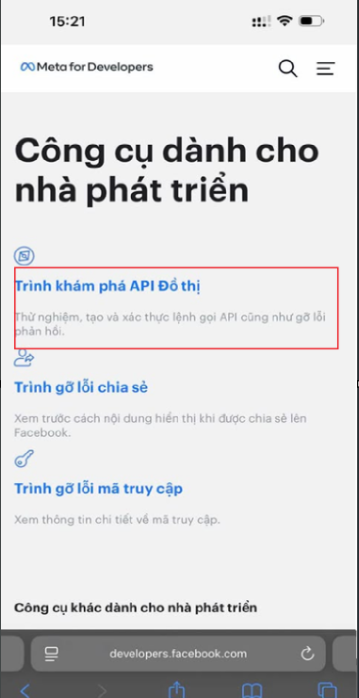 15:21
Meta for Developers
Công cụ dành cho
nhà phát triển
Trình khám phá API Đồ thị
Thử nghiệm, tạo và xác thực lệnh gọi API cũng như gỡ lỗi
phản hồi.
Trình gỡ lỗi chia sẻ
Xem trước cách nội dung hiển thị khi được chia sẻ lên
Facebook.
Trình gỡ lỗi mã truy cập
Xem thông tin chi tiết về mã truy cập.
Công cụ khác dành cho nhà phát triển
developers.facebook.com